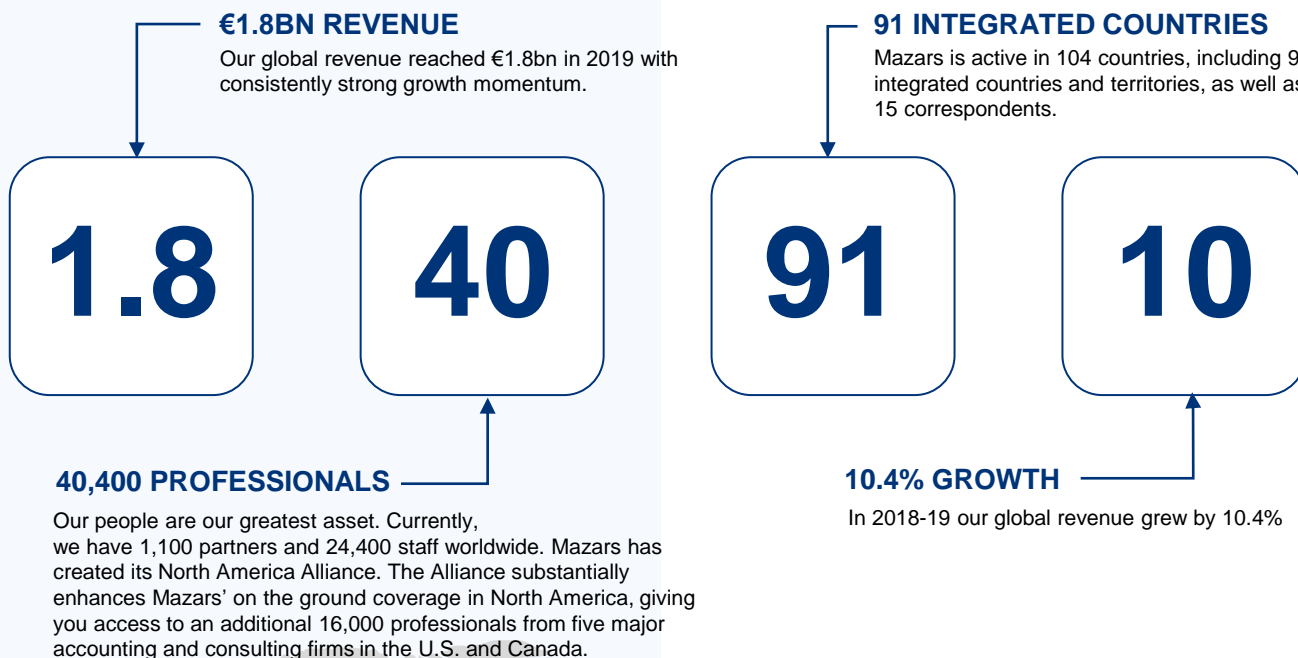 €1.8BN REVENUE
Our global revenue reached €1.8bn in 2019 with
consistently strong growth momentum.
91 INTEGRATED COUNTRIES
Mazars is active in 104 countries, including
integrated countries and territories, as well as
15 correspondents.
1.8
40
91
10
40,400 PROFESSIONALS
Our people are our greatest asset. Currently,
we have 1,100 partners and 24,400 staff worldwide. Mazars has
created its North America Alliance. The Alliance substantially
enhances Mazars’ on the ground coverage in North America, giving
you access to an additional 16,000 professionals from five major
accounting and consulting firms in the U.S. and Canada.
10.4% GROWTH
In 2018-19 our global revenue grew by 10.4%